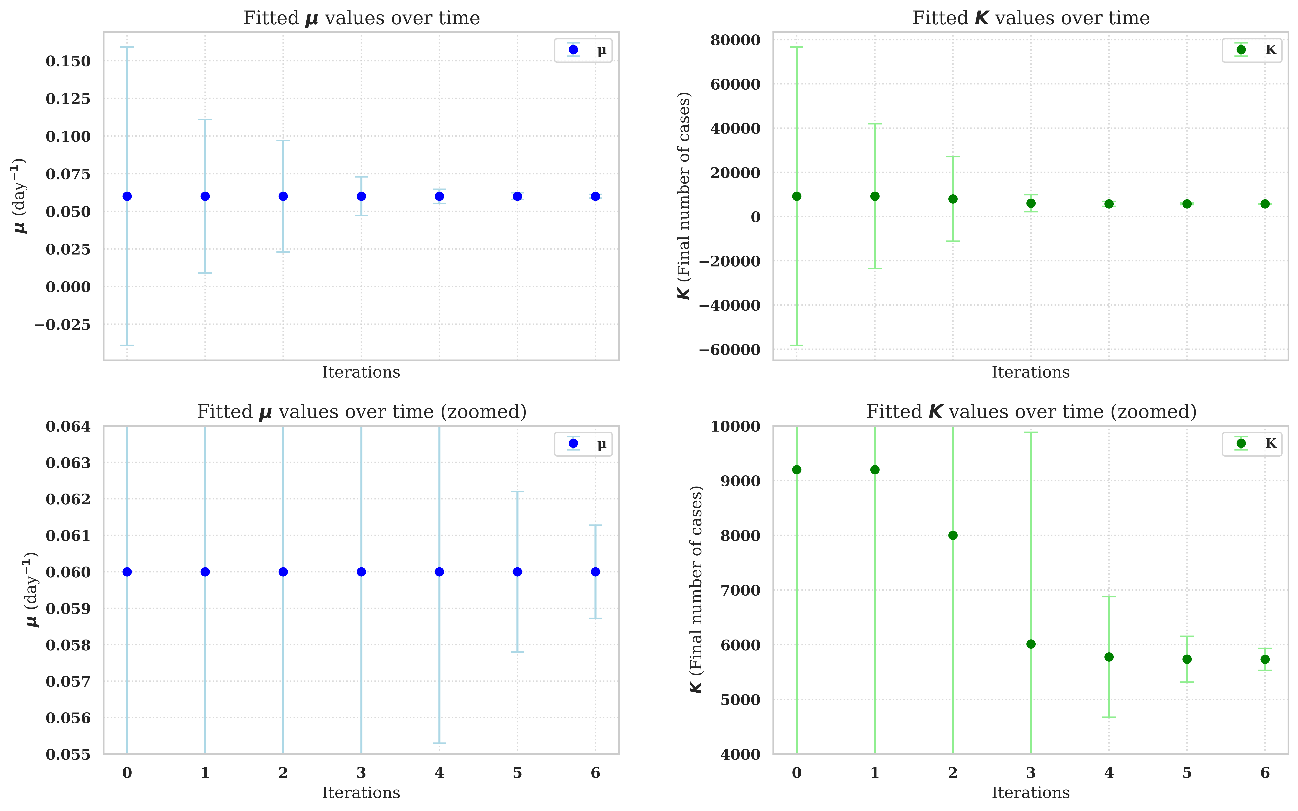 Fitted μ values over time
μ (day⁻¹)
0.150
0.125
0.100
0.075
0.050
0.025
0.000
−0.025
μ
Iterations
Fitted K values over time
K (Final number of cases)
80000
60000
40000
20000
0
−20000
−40000
−60000
K
Iterations
Fitted μ values over time (zoomed)
μ (day⁻¹)
0.064
0.063
0.062
0.061
0.060
0.059
0.058
0.057
0.056
0.055
μ
0 1 2 3 4 5 6
Iterations
Fitted K values over time (zoomed)
K (Final number of cases)
10000
9000
8000
7000
6000
5000
4000
K
0 1 2 3 4 5 6
Iterations